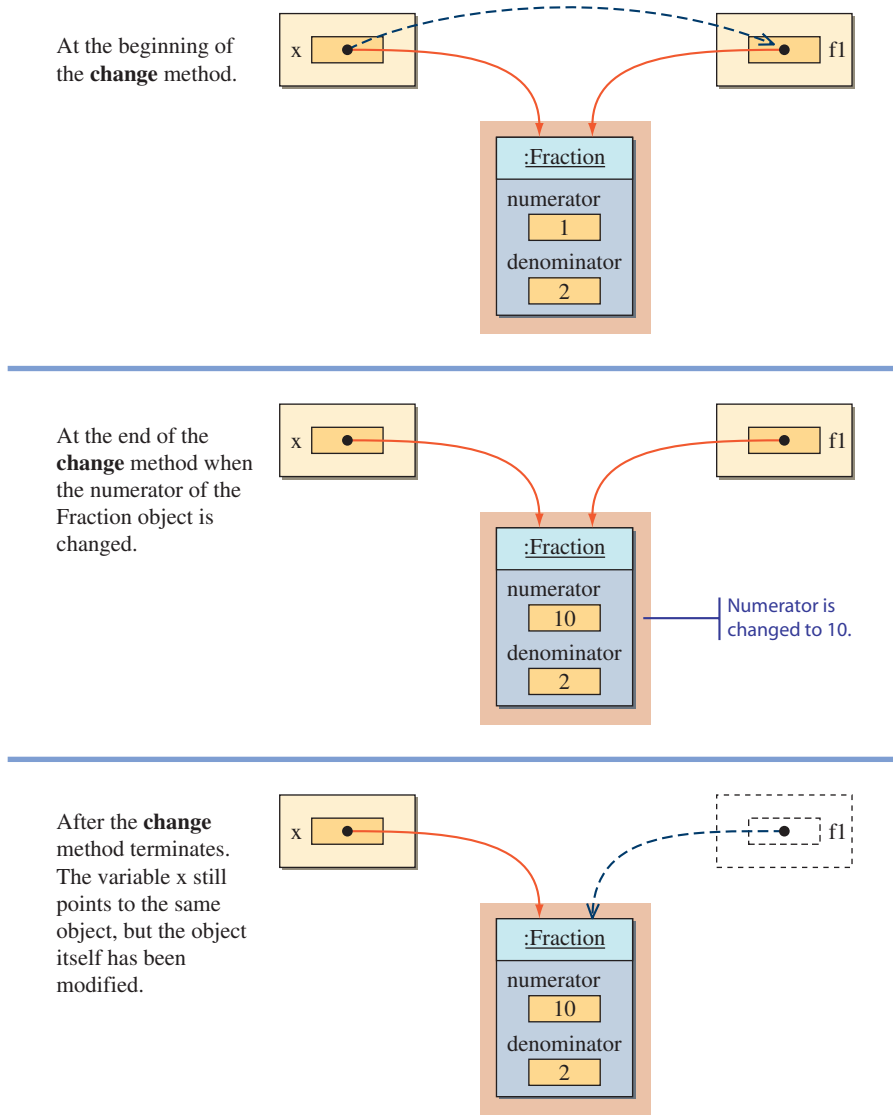 At the beginning of
the change method.
x
f1
:Fraction
numerator
1
denominator
2
At the end of the
change method when
the numerator of the
Fraction object is
changed.
x
f1
:Fraction
numerator
10
denominator
2
Numerator is
changed to 10.
After the change
method terminates.
The variable x still
points to the same
object, but the object
itself has been
modified.
x
f1
:Fraction
numerator
10
denominator
2